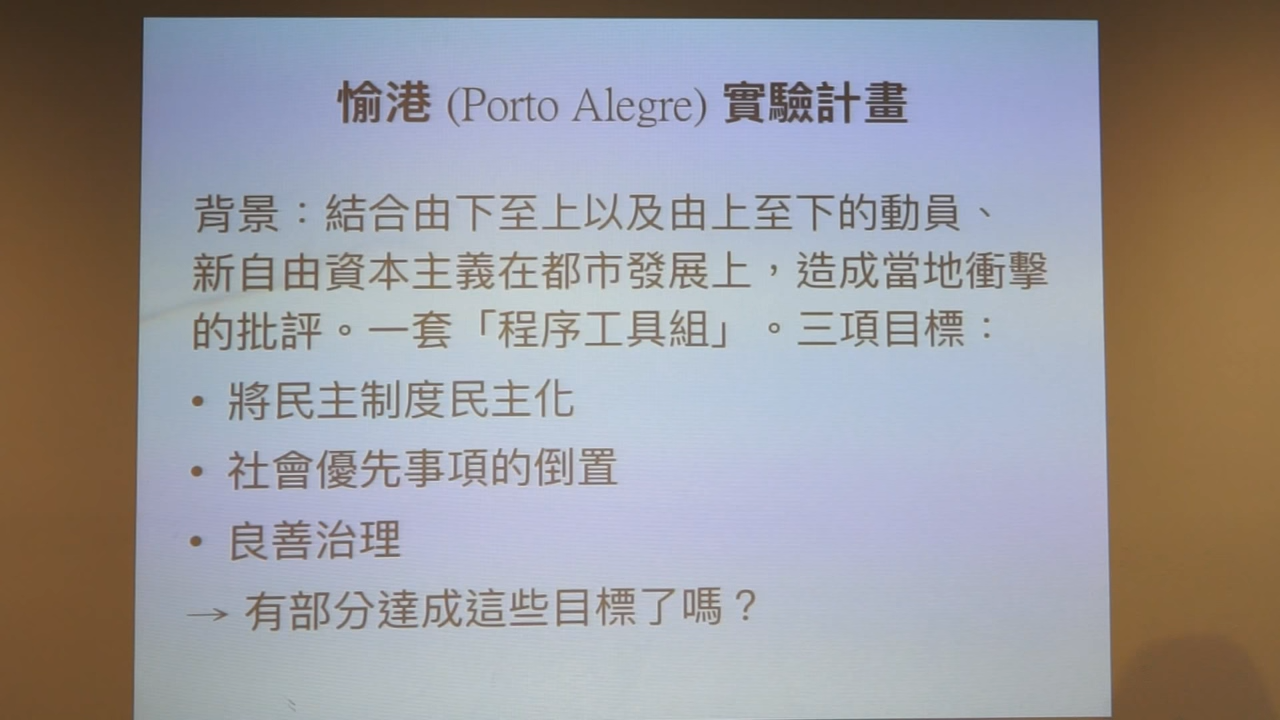 愉港 (Porto Alegre) 實驗計畫
背景：結合由下至上以及由上至下的動員、
新自由資本主義在都市發展上，造成當地衝擊
的批評。一套「程序工具組」。三項目標：
• 將民主制度民主化
• 社會優先事項的倒置
• 良善治理
→ 有部分達成這些目標了嗎？